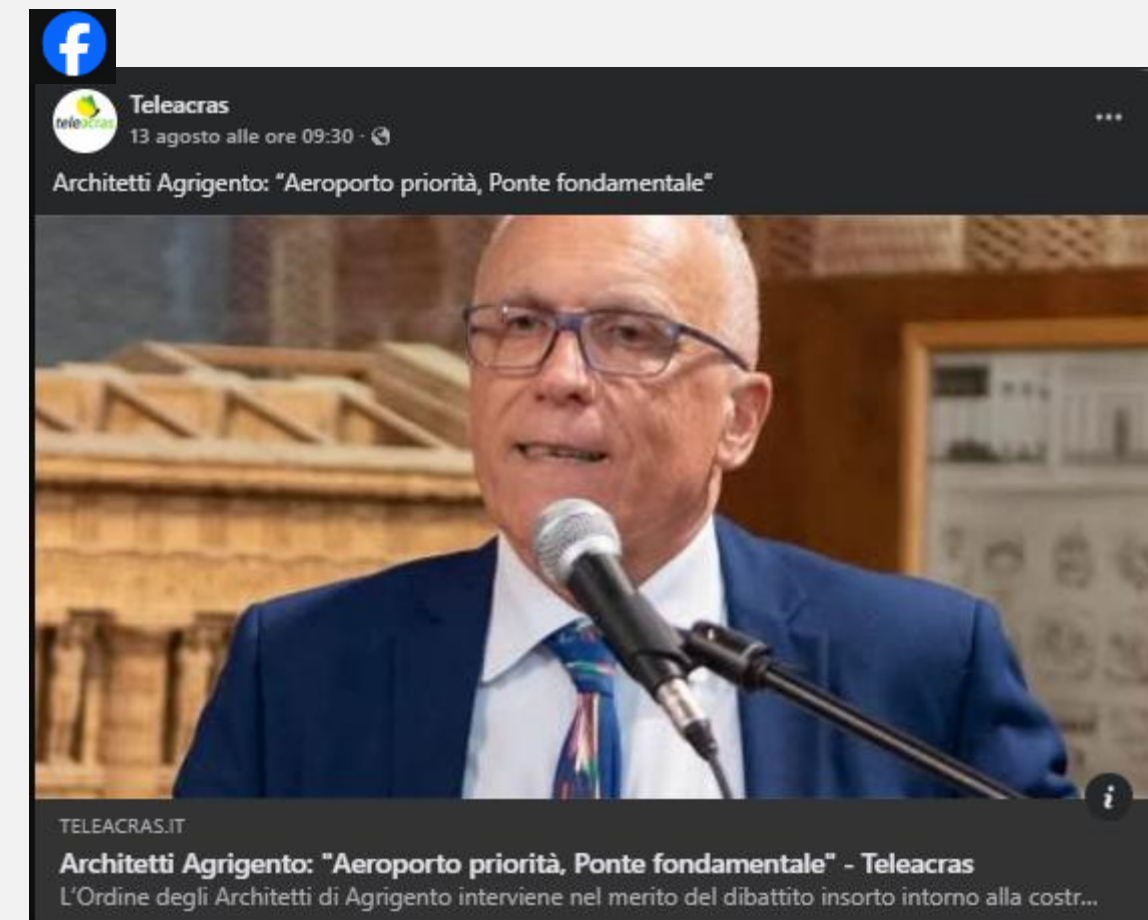 Teleacras
teleacras
13 agosto alle ore 09:30 ·
Architetti Agrigento: “Aeroporto priorità, Ponte fondamentale”
TELEACRAS.IT
Architetti Agrigento: "Aeroporto priorità, Ponte fondamentale" - Teleacras
L'Ordine degli Architetti di Agrigento interviene nel merito del dibattito insorto intorno alla costr...